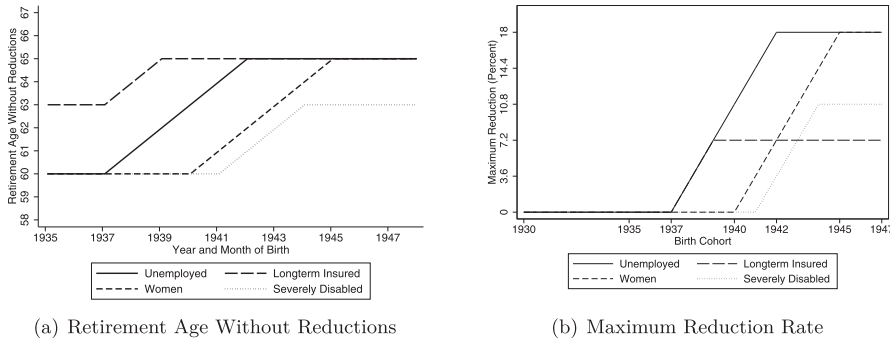 67
66
65
64
63
62
61
60
59
58
Retirement Age Without Reductions
1935 1937 1939 1941 1943 1945 1947
Year and Month of Birth
Unemployed Longterm Insured
Women Severely Disabled
(a) Retirement Age Without Reductions
18
14.4
10.8
7.2
3.6
0
Maximum Reduction (Percent)
1930 1935 1937 1940 1942 1945 1947
Birth Cohort
Unemployed Longterm Insured
Women Severely Disabled
(b) Maximum Reduction Rate